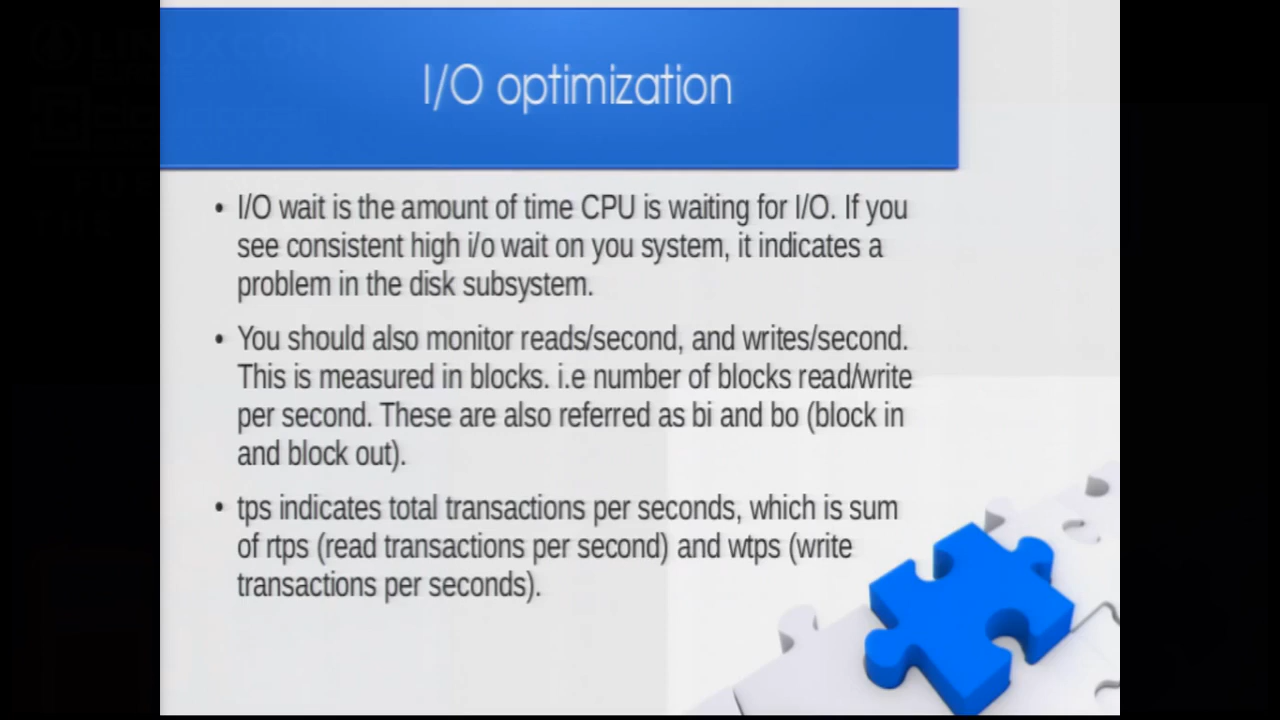 I/O optimization
• I/O wait is the amount of time CPU is waiting for I/O. If you
see consistent high i/o wait on you system, it indicates a
problem in the disk subsystem.
• You should also monitor reads/second, and writes/second.
This is measured in blocks. i.e number of blocks read/write
per second. These are also referred as bi and bo (block in
and block out).
• tps indicates total transactions per seconds, which is sum
of rtps (read transactions per second) and wtps (write
transactions per seconds).